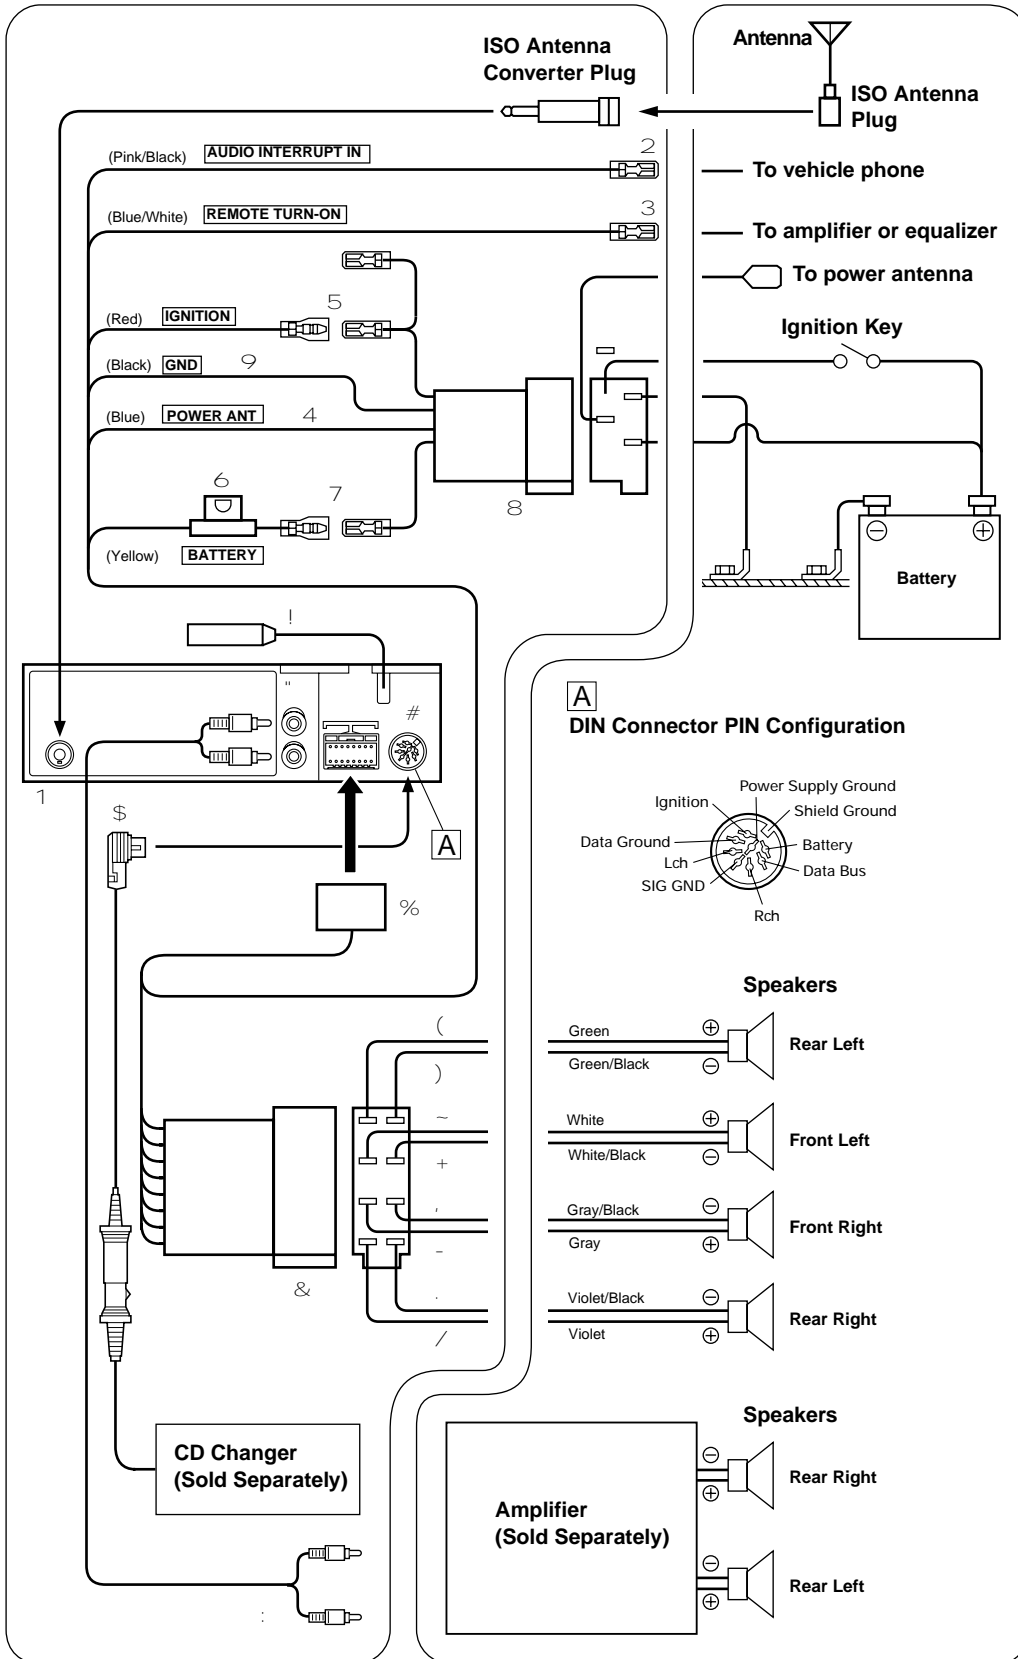 ISO Antenna
Converter Plug
Antenna
ISO Antenna
Plug
(Pink/Black) AUDIO INTERRUPT IN 2
To vehicle phone
(Blue/White) REMOTE TURN-ON 3
To amplifier or equalizer
To power antenna
5
(Red) IGNITION
Ignition Key
(Black) GND 9
(Blue) POWER ANT 4
6
7
8
(Yellow) BATTERY
Battery
!
"
#
1
$
A
%
A
DIN Connector PIN Configuration
Power Supply Ground
Ignition
Shield Ground
Data Ground
Battery
Lch
Data Bus
SIG GND
Rch
Speakers
(
Green
Rear Left
)
Green/Black
~
White
Front Left
+
White/Black
,
Gray/Black
Front Right
-
Gray
&
.
Violet/Black
Rear Right
/
Violet
CD Changer
(Sold Separately)
:
Speakers
Amplifier
(Sold Separately)
Rear Right
Rear Left